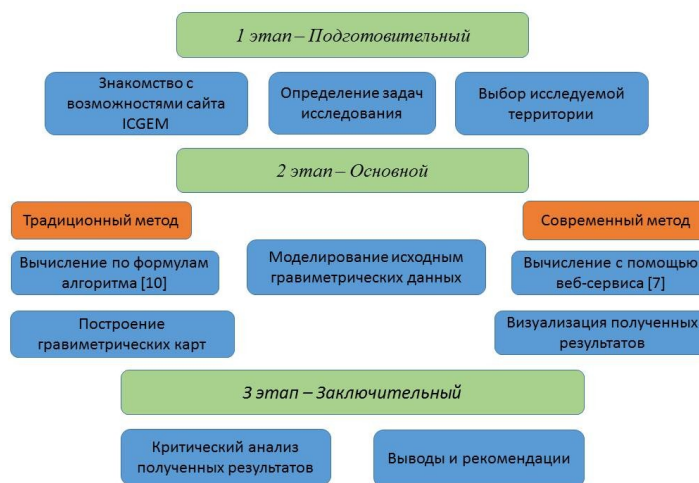 1 этап – Подготовительный
Знакомство с
возможностями сайта
ICGEM
Определение задач
исследования
Выбор исследуемой
территории
2 этап – Основной
Традиционный метод
Современный метод
Вычисление по формулам
алгоритма [10]
Моделирование исходным
гравиметрических данных
Вычисление с помощью
веб-сервиса [7]
Построение
гравиметрических карт
Визуализация полученных
результатов
3 этап – Заключительный
Критический анализ
полученных результатов
Выводы и рекомендации